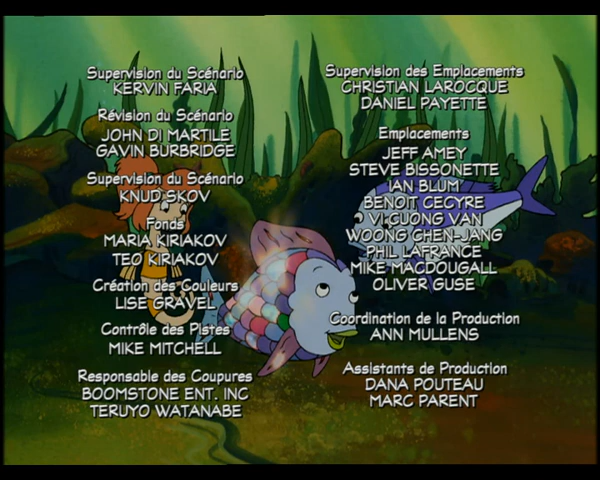 Supervision du Scénario
KERVIN FARIA
Révision du Scénario
JOHN DI MARTILE
GAVIN BURBRIDGE
Supervision du Scénario
KNUD SKOV
Fonds
MARIA KIRIAKOV
TEO KIRIAKOV
Création des Couleurs
LISE GRAVEL
Contrôle des Pistes
MIKE MITCHELL
Responsable des Coupures
BOOMSTONE ENT. INC
TERUYO WATANABE
Supervision des Emplacements
CHRISTIAN LAROCQUE
DANIEL PAYETTE
Emplacements
JEFF AMEY
STEVE BISSONETTE
IAN BLUM
BENOIT CECYRE
VI CUONG VAN
WOONG CHEN-JANG
PHIL LAFRANCE
MIKE MACDOUGALL
OLIVER GUSE
Coordination de la Production
ANN MULLENS
Assistants de Production
DANA POUTEAU
MARC PARENT